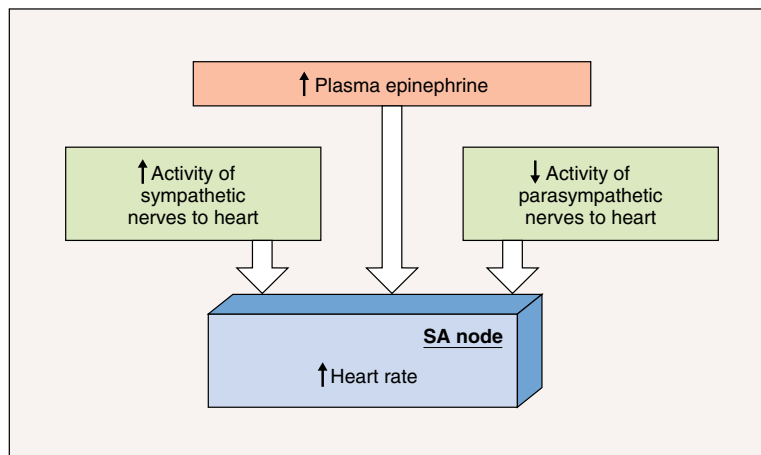 ↑ Plasma epinephrine
↑ Activity of
sympathetic
nerves to heart
↓ Activity of
parasympathetic
nerves to heart
SA node
↑ Heart rate